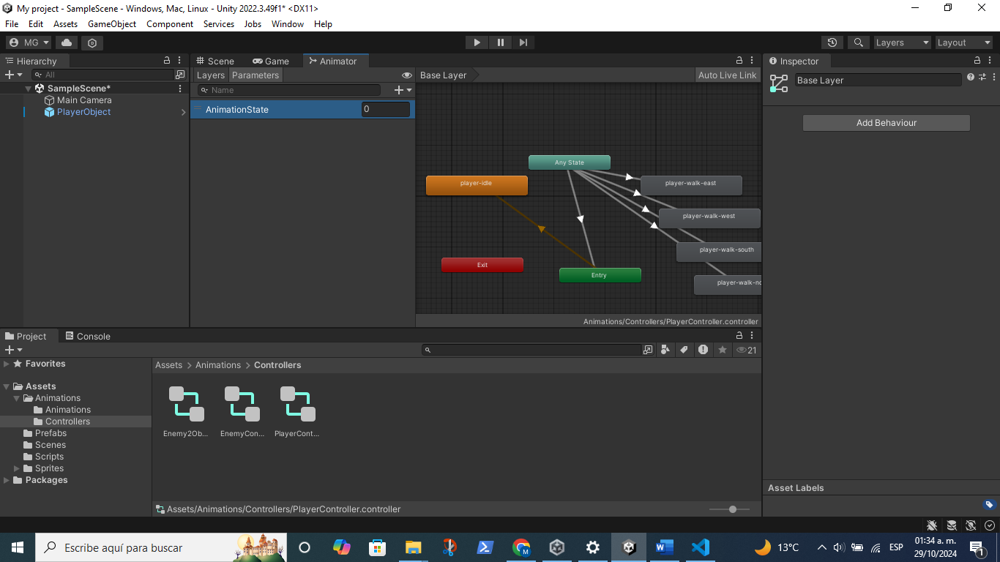 My project - SampleScene - Windows, Mac, Linux - Unity 2022.3.49f1* <DX11>
File Edit Assets GameObject Component Services Jobs Window Help
MG
Layers Layout
Hierarchy
All
SampleScene*
Main Camera
PlayerObject
Scene Game Animator
Layers Parameters
Name
AnimationState 0
Base Layer Auto Live Link
Any State
player-idle
player-walk-east
player-walk-west
player-walk-south
player-walk-no
Exit
Entry
Animations/Controllers/PlayerController.controller
Inspector
Base Layer
Add Behaviour
Asset Labels
Project Console
21
Favorites
Assets
Animations
Animations
Controllers
Prefabs
Scenes
Scripts
Sprites
Packages
Assets > Animations > Controllers
Enemy2Ob... EnemyCon... PlayerCont...
Assets/Animations/Controllers/PlayerController.controller
Escribe aquí para buscar
M
13°C
ESP
01:34 a. m.
29/10/2024
1